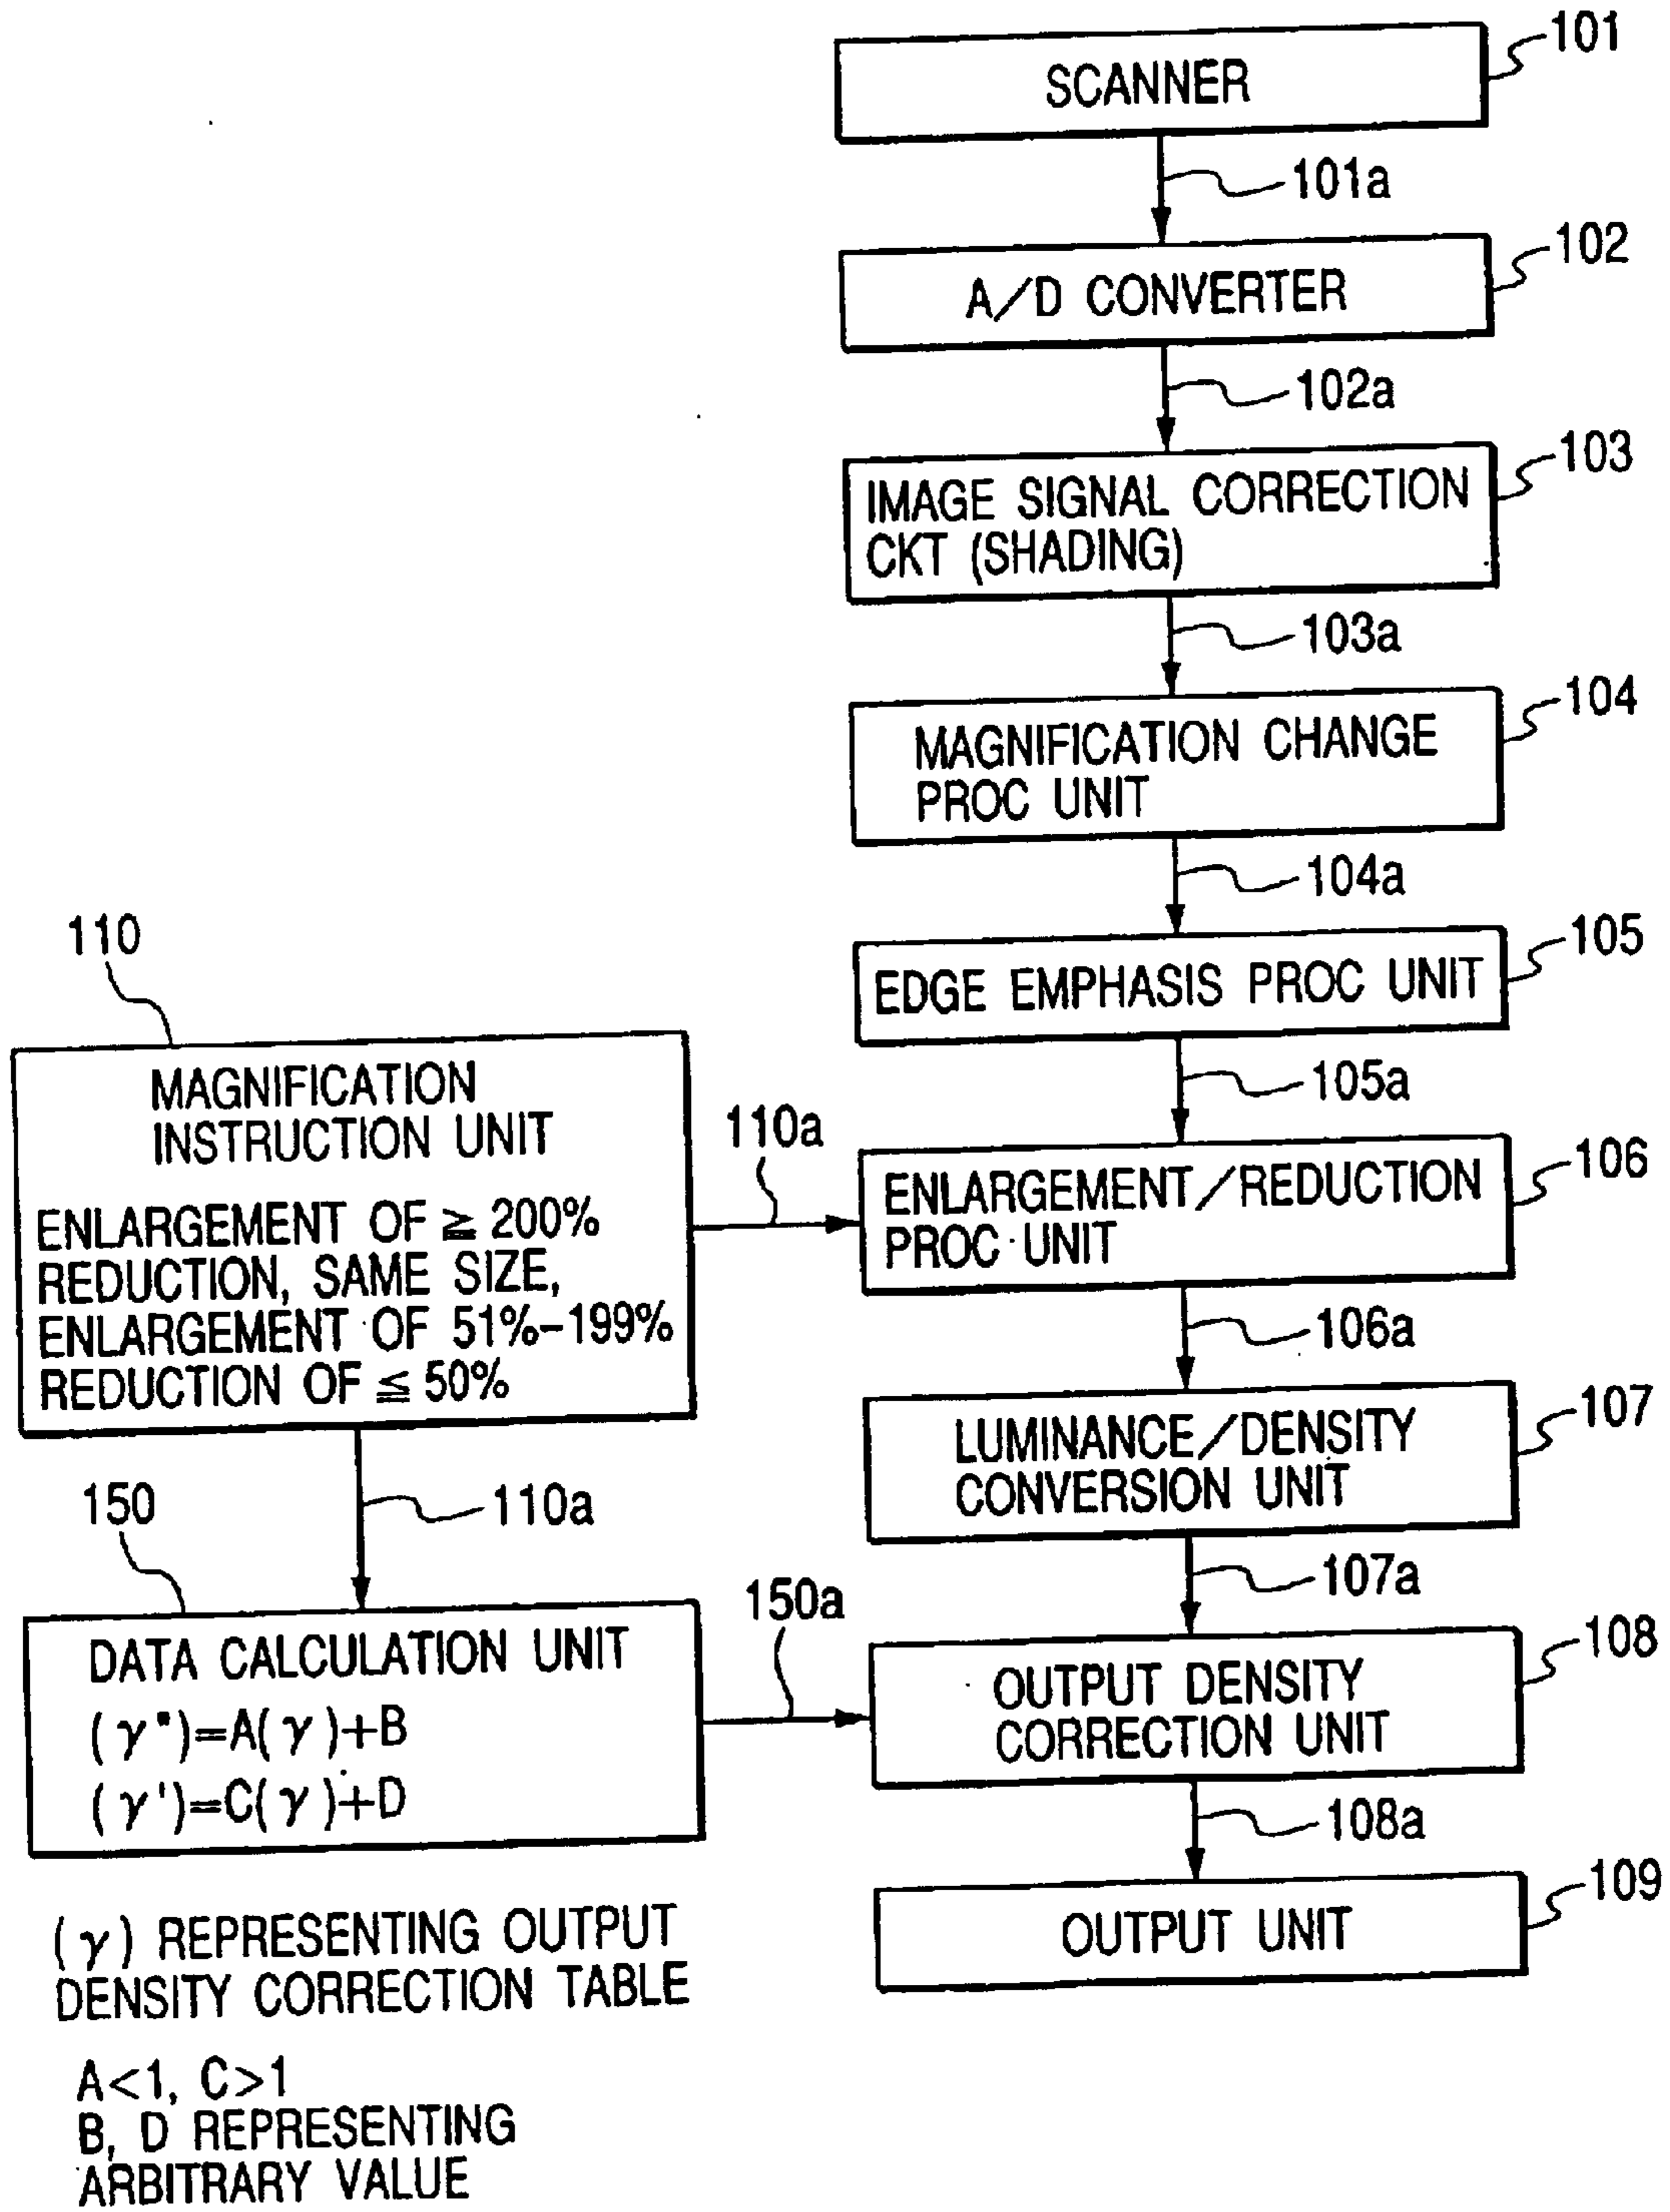 SCANNER
101
101a
A/D CONVERTER
102
102a
IMAGE SIGNAL CORRECTION
CKT (SHADING)
103
103a
MAGNIFICATION CHANGE
PROC UNIT
104
104a
EDGE EMPHASIS PROC UNIT
105
105a
110
MAGNIFICATION
INSTRUCTION UNIT
ENLARGEMENT OF ≧ 200%
REDUCTION, SAME SIZE,
ENLARGEMENT OF 51%-199%
REDUCTION OF ≦ 50%
110a
ENLARGEMENT/REDUCTION
PROC UNIT
106
106a
LUMINANCE/DENSITY
CONVERSION UNIT
107
107a
110a
150
DATA CALCULATION UNIT
(γ")=A(γ)+B
(γ')=C(γ)+D
150a
OUTPUT DENSITY
CORRECTION UNIT
108
108a
OUTPUT UNIT
109
(γ) REPRESENTING OUTPUT
DENSITY CORRECTION TABLE
A<1, C>1
B, D REPRESENTING
ARBITRARY VALUE